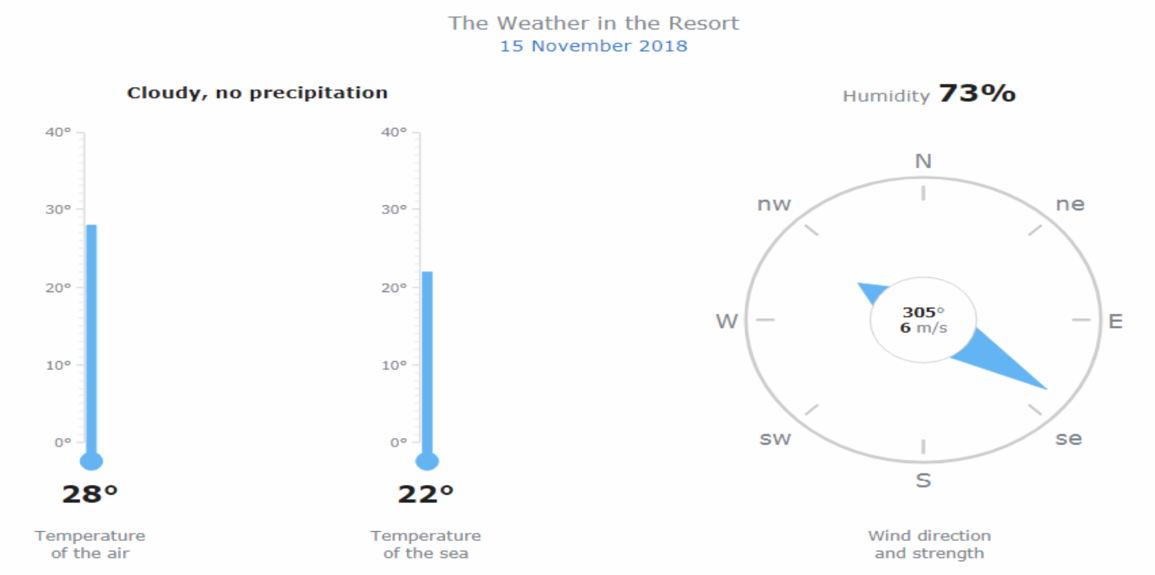 The Weather in the Resort
15 November 2018
Cloudy, no precipitation
Humidity 73%
40°
30°
20°
10°
0°
28°
Temperature
of the air
40°
30°
20°
10°
0°
22°
Temperature
of the sea
N
nw
ne
W
305°
6 m/s
E
sw
se
S
Wind direction
and strength